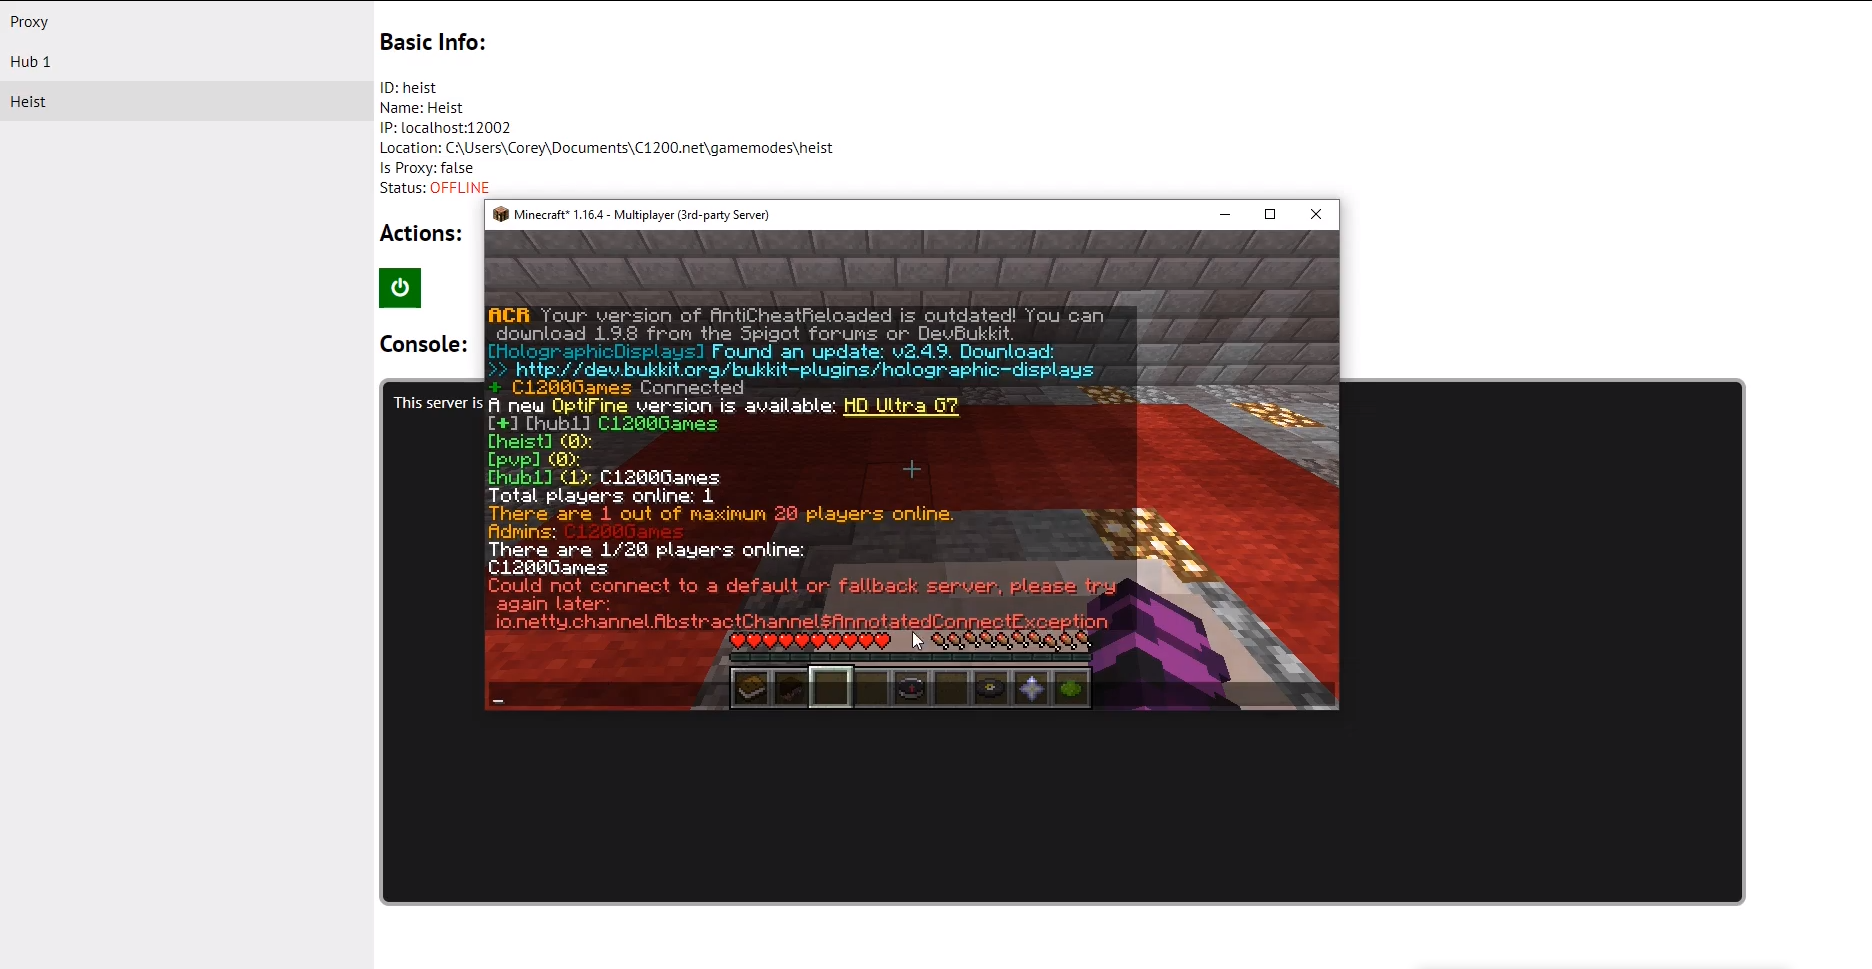 Proxy
Hub 1
Heist
Basic Info:
ID: heist
Name: Heist
IP: localhost:12002
Location: C:\Users\Corey\Documents\C1200.net\gamemodes\heist
Is Proxy: false
Status: OFFLINE
Actions:
Console:
This server is
Minecraft* 1.16.4 - Multiplayer (3rd-party Server)
ACR Your version of AntiCheatReloaded is outdated! You can
download 1.9.8 from the Spigot forums or DevBukkit.
[HolographicDisplays] Found an update: v2.4.9. Download:
>> http://dev.bukkit.org/bukkit-plugins/holographic-displays
+ C1200Games Connected
A new OptiFine version is available: HD Ultra G7
[+] [hub1] C1200Games
[heist] (0):
[pvp] (0):
[hub1] (1): C1200Games
Total players online: 1
There are 1 out of maximum 20 players online.
Admins: C1200Games
There are 1/20 players online:
C1200Games
Could not connect to a default or fallback server, please try
again later:
io.netty.channel.AbstractChannel$AnnotatedConnectException
_